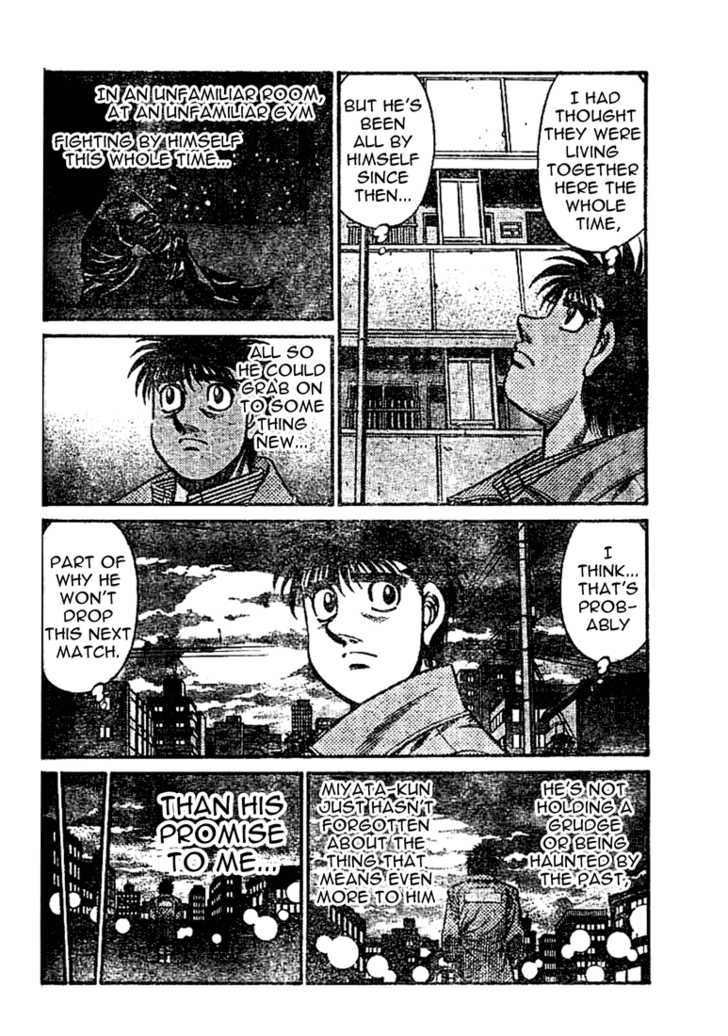 I HAD
THOUGHT
THEY WERE
LIVING
TOGETHER
HERE THE
WHOLE
TIME,
BUT HE'S
BEEN
ALL BY
HIMSELF
SINCE
THEN...
IN AN UNFAMILIAR ROOM,
AT AN UNFAMILIAR GYM
FIGHTING BY HIMSELF
THIS WHOLE TIME...
ALL SO
HE COULD
GRAB ON
TO SOME
THING
NEW...
I
THINK...
THAT'S
PROB-
ABLY
PART OF
WHY HE
WON'T
DROP
THIS NEXT
MATCH.
HE'S NOT
HOLDING A
GRUDGE
OR BEING
HAUNTED BY
THE PAST,
MIYATA-KUN
JUST HASN'T
FORGOTTEN
ABOUT THE
THING THAT
MEANS EVEN
MORE TO HIM
THAN HIS
PROMISE
TO ME...